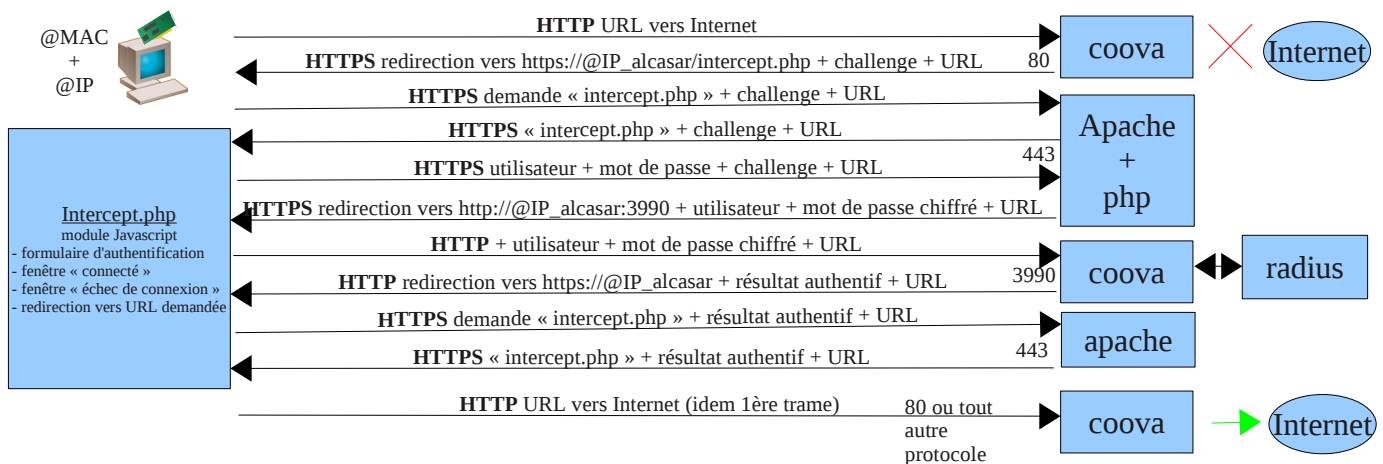 @MAC
+
@IP
HTTP URL vers Internet
coova
Internet
HTTPS redirection vers https://@IP_alcasar/intercept.php + challenge + URL
80
HTTPS demande « intercept.php » + challenge + URL
Apache
+
php
HTTPS « intercept.php » + challenge + URL
443
HTTPS utilisateur + mot de passe + challenge + URL
HTTPS redirection vers http://@IP_alcasar:3990 + utilisateur + mot de passe chiffré + URL
Intercept.php
module Javascript
- formulaire d'authentification
- fenêtre « connecté »
- fenêtre « échec de connexion »
- redirection vers URL demandée
HTTP + utilisateur + mot de passe chiffré + URL
coova
radius
HTTP redirection vers https://@IP_alcasar + résultat authentif + URL
3990
HTTPS demande « intercept.php » + résultat authentif + URL
apache
HTTPS « intercept.php » + résultat authentif + URL
443
HTTP URL vers Internet (idem 1ère trame)
80 ou tout
autre
protocole
coova
Internet